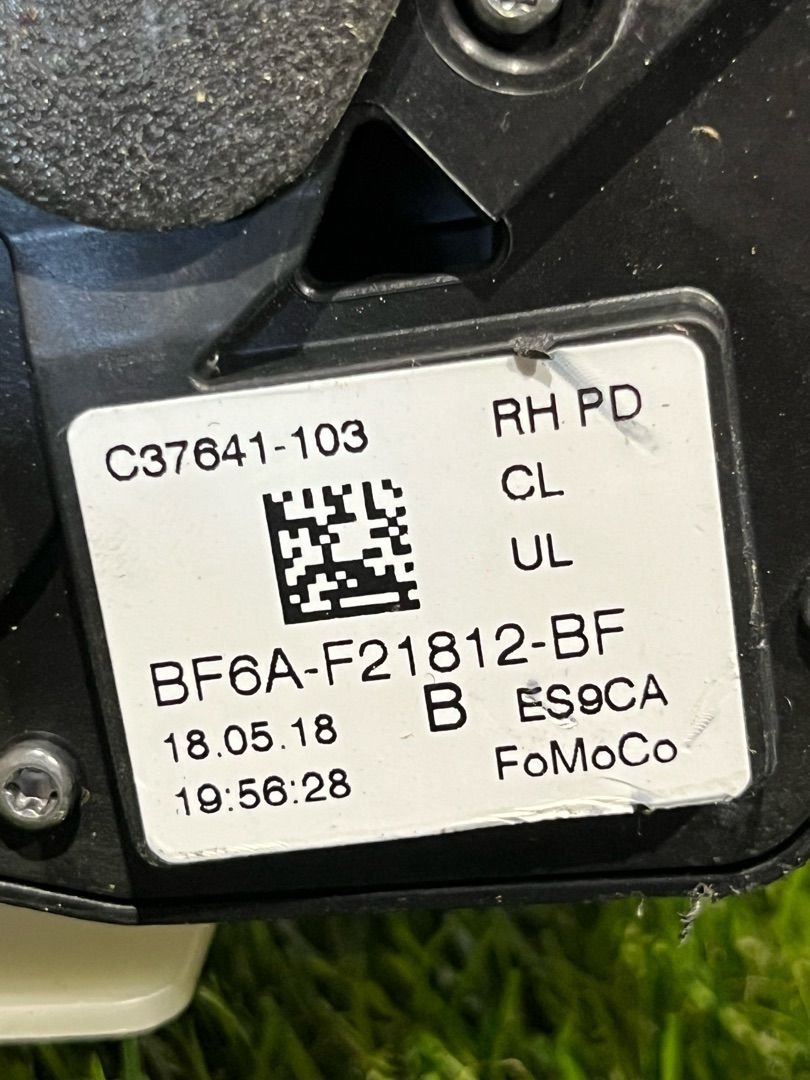 C37641-103
RH PD
CL
UL
BF6A-F21812-BF
18.05.18
B
ES9CA
19:56:28
FoMoCo